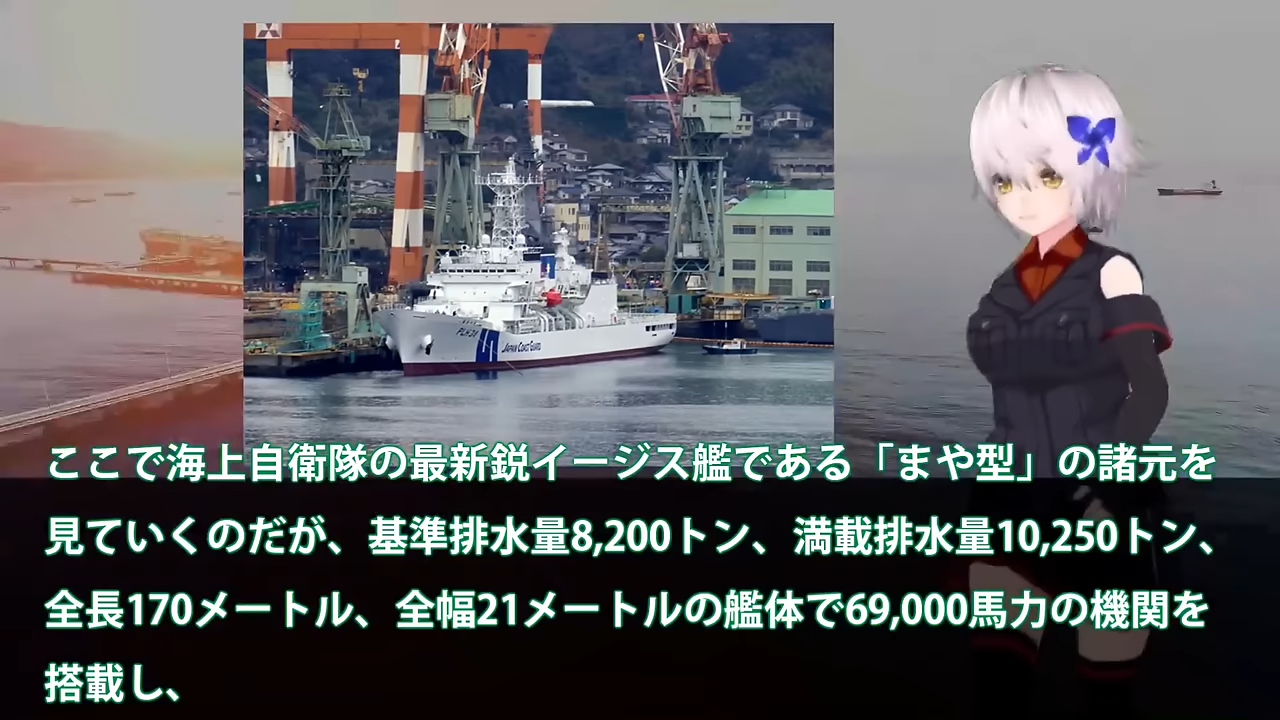 JAPAN COAST GUARD
ここで海上自衛隊の最新鋭イージス艦である「まや型」の諸元を
見ていくのだが、基準排水量8,200トン、満載排水量10,250トン、
全長170メートル、全幅21メートルの艦体で69,000馬力の機関を
搭載し、